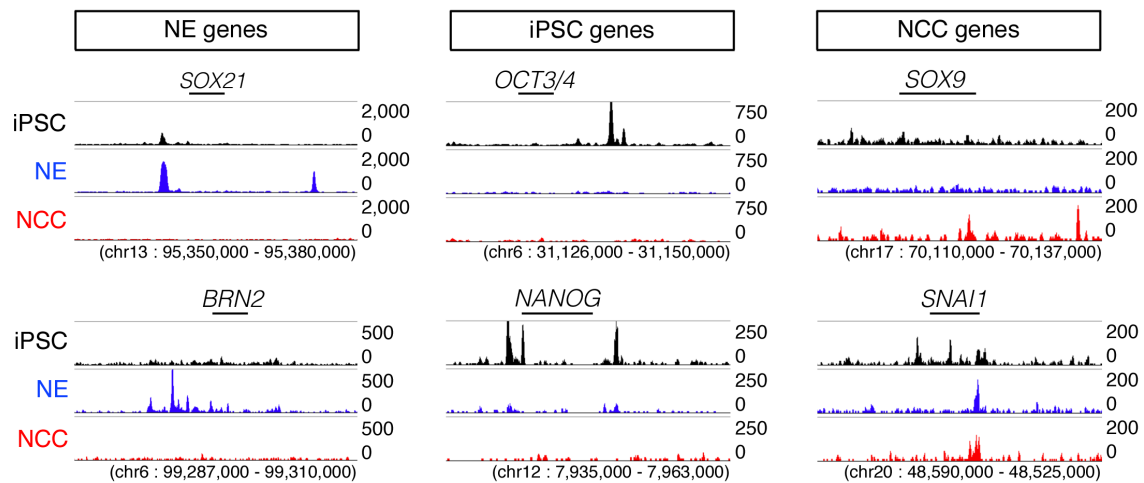 NE genes
iPSC genes
NCC genes
SOX21
OCT3/4
SOX9
iPSC
2,000
0
750
0
200
0
NE
2,000
0
750
0
200
0
NCC
2,000
0
750
0
200
0
(chr13 : 95,350,000 - 95,380,000)
(chr6 : 31,126,000 - 31,150,000)
(chr17 : 70,110,000 - 70,137,000)
BRN2
NANOG
SNAI1
iPSC
500
0
250
0
200
0
NE
500
0
250
0
200
0
NCC
500
0
250
0
200
0
(chr6 : 99,287,000 - 99,310,000)
(chr12 : 7,935,000 - 7,963,000)
(chr20 : 48,590,000 - 48,525,000)